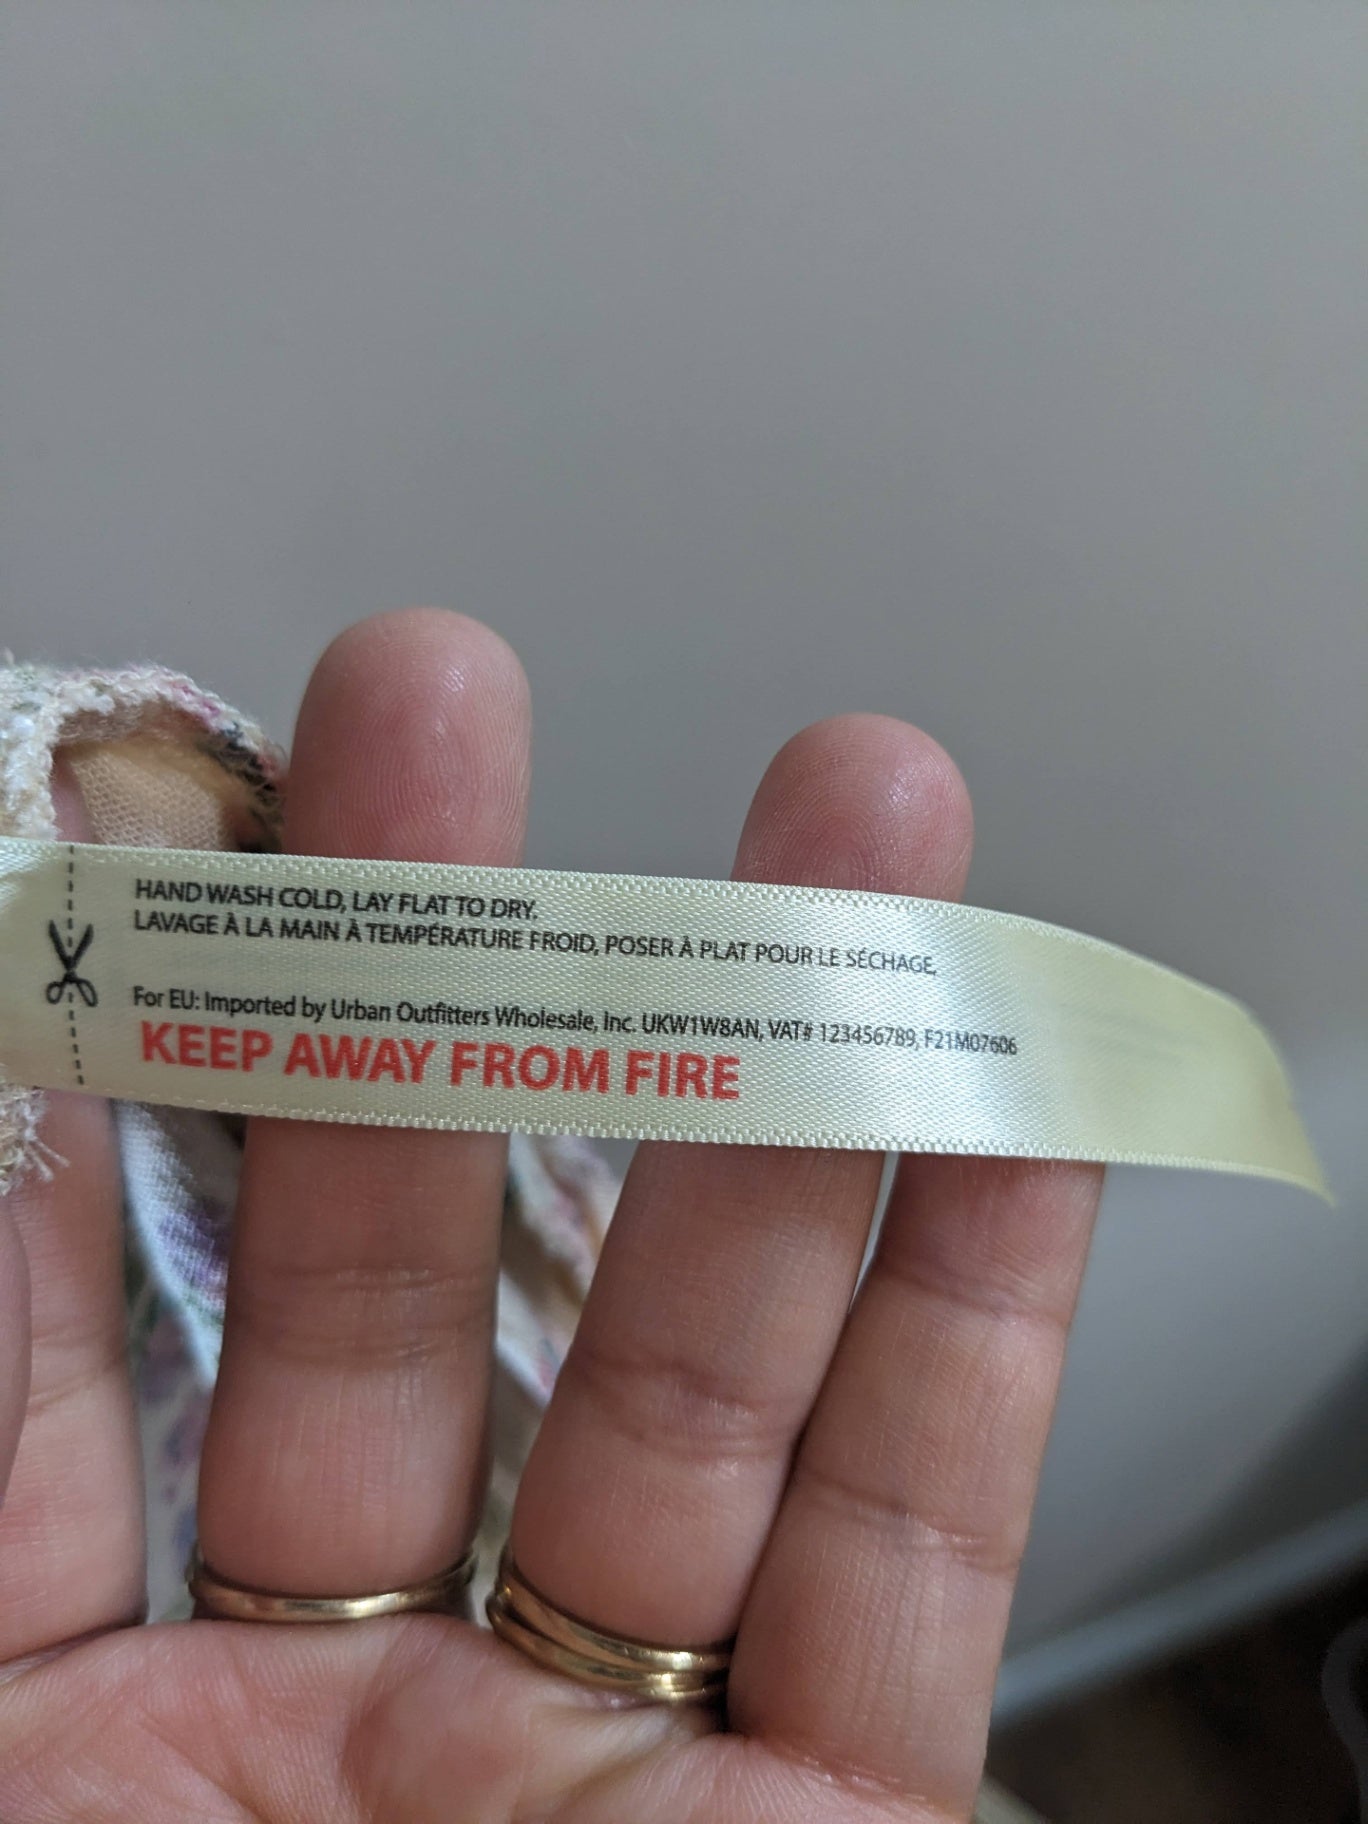 HAND WASH COLD, LAY FLAT TO DRY.
LAVAGE À LA MAIN À TEMPÉRATURE FROID, POSER À PLAT POUR LE SÉCHAGE,
For EU: Imported by Urban Outfitters Wholesale, Inc. UKW1W8AN, VAT# 123456789, F21M07606
KEEP AWAY FROM FIRE